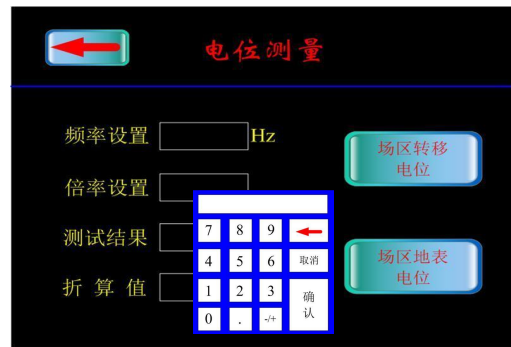 电位测量
频率设置 Hz
场区转移
电位
倍率设置
测试结果
折算值
场区地表
电位
7 8 9
4 5 6 取消
1 2 3 确认
0 . -/+